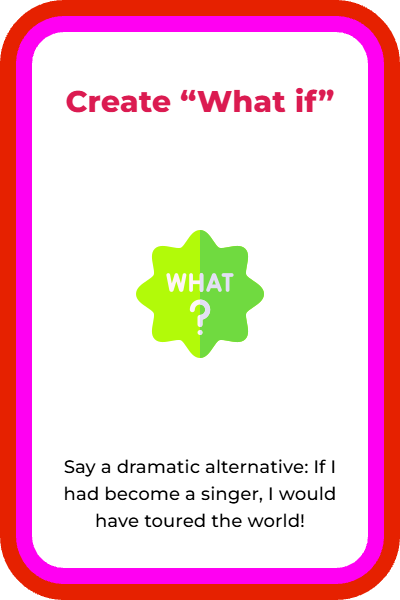 Create “What if”
WHAT
?
Say a dramatic alternative: If I
had become a singer, I would
have toured the world!